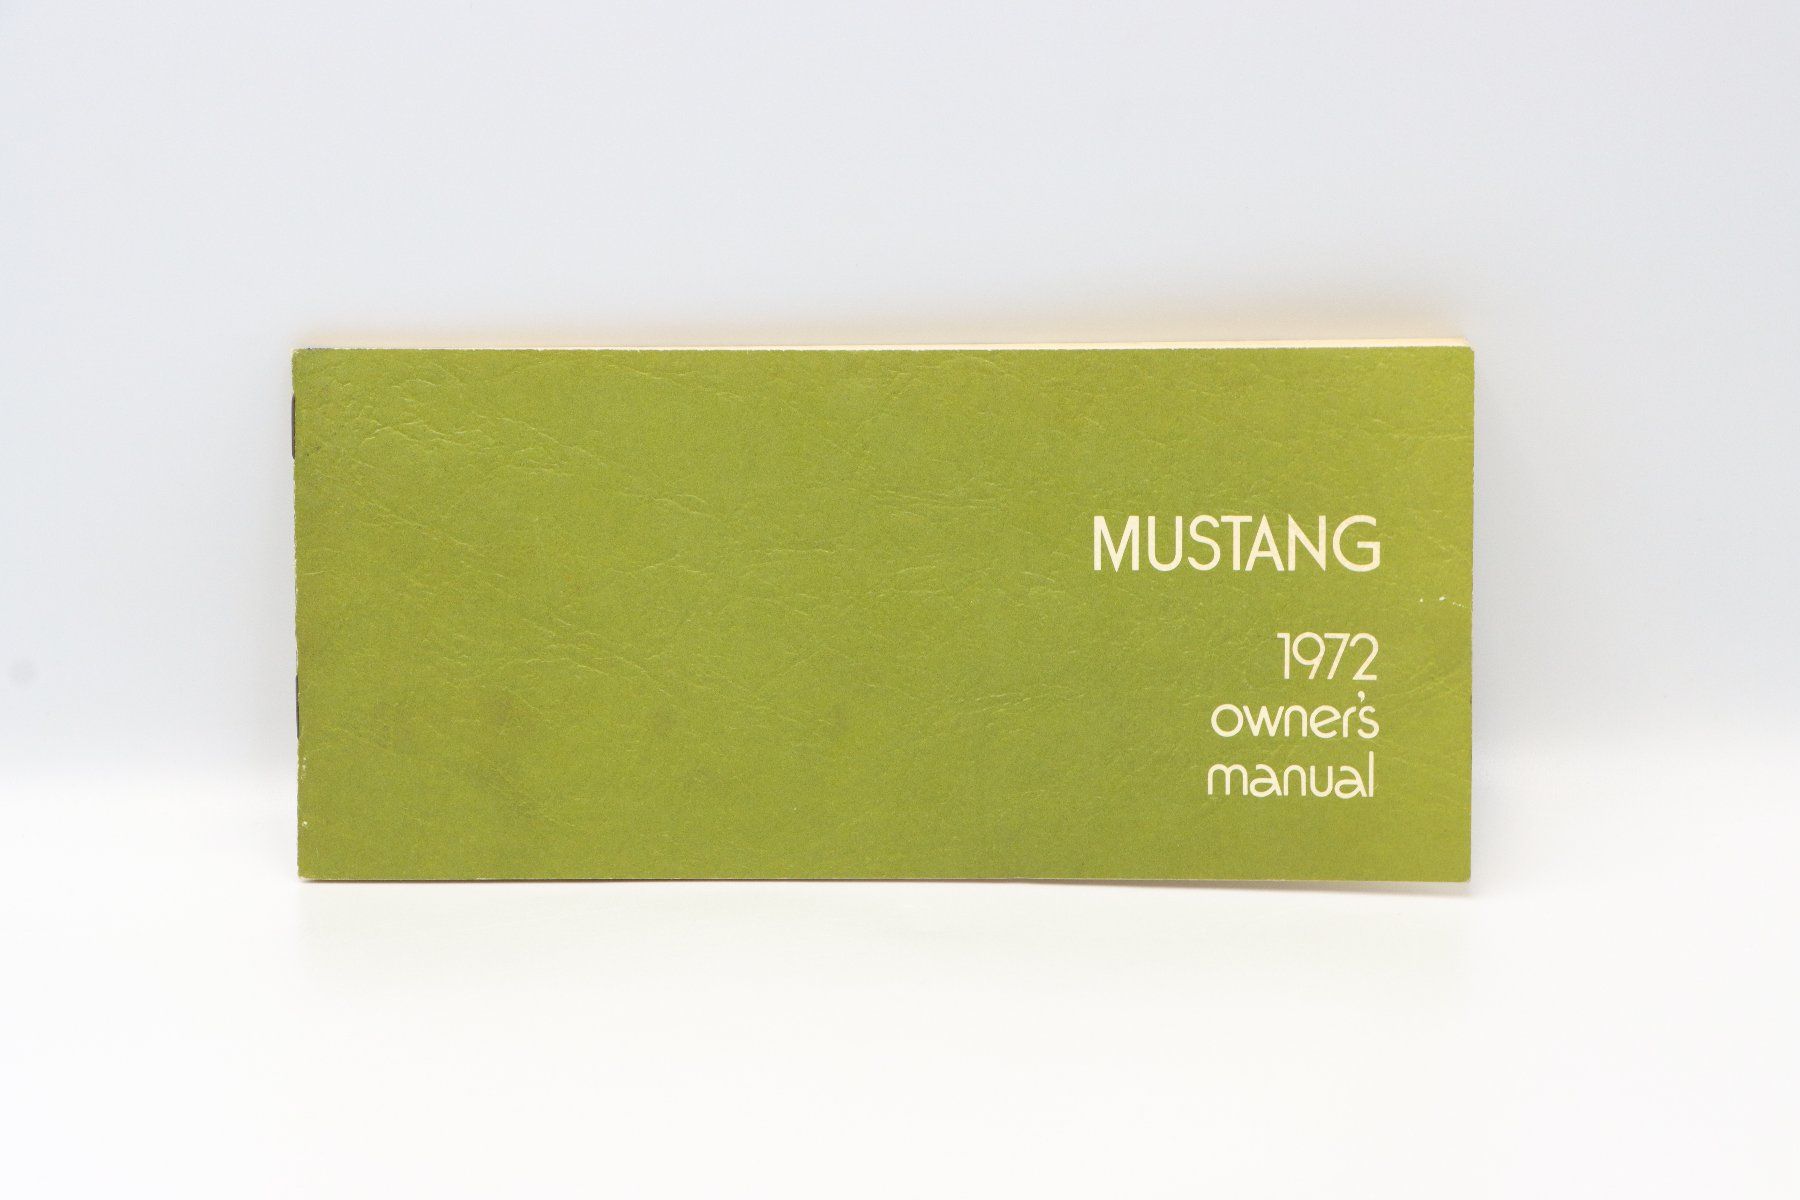 MUSTANG
1972
owner's
manual